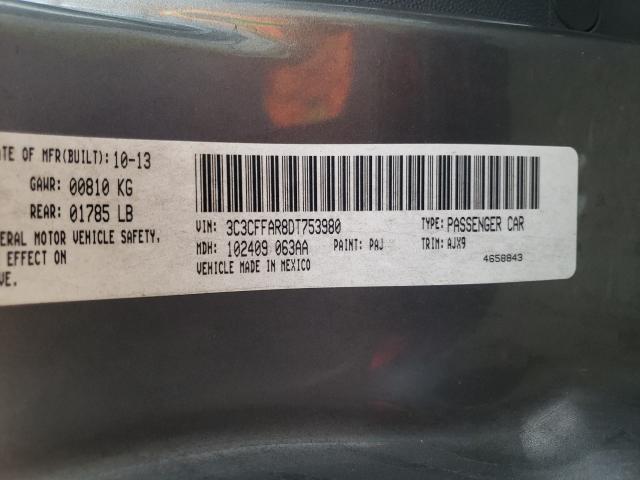 ATE OF MFR(BUILT): 10-13
GAWR: 00810 KG
REAR: 01785 LB
ERAL MOTOR VEHICLE SAFETY,
EFFECT ON
VE.
VIN: 3C3CFFAR8DT753980 TYPE: PASSENGER CAR
MDH: 102409 063AA PAINT: PAJ TRIM: AJX9
VEHICLE MADE IN MEXICO
4658843